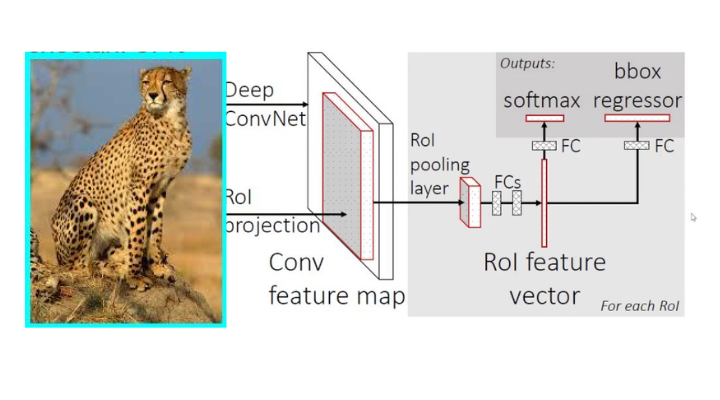 Deep
ConvNet
RoI
projection
Conv
feature map
RoI
pooling
layer
FCs
RoI feature
vector
For each RoI
Outputs:
softmax
bbox
regressor
FC
FC